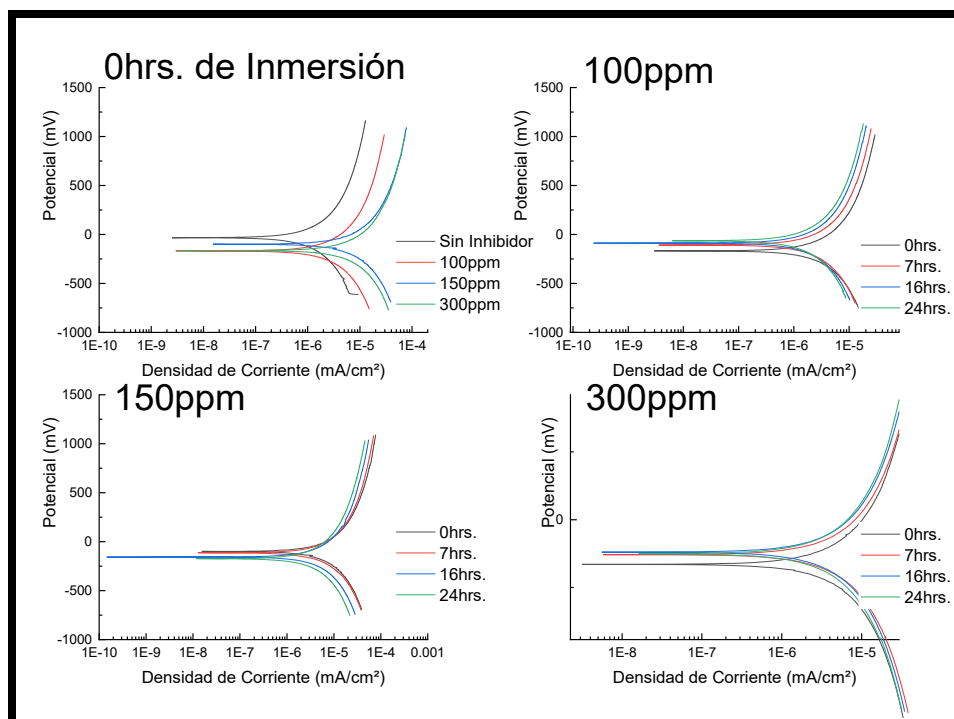 0hrs. de Inmersión
1500
1000
500
0
-500
-1000
Potencial (mV)
Sin Inhibidor
100ppm
150ppm
300ppm
1E-10 1E-9 1E-8 1E-7 1E-6 1E-5 1E-4
Densidad de Corriente (mA/cm²)
100ppm
1500
1000
500
0
-500
-1000
Potencial (mV)
0hrs.
7hrs.
16hrs.
24hrs.
1E-10 1E-9 1E-8 1E-7 1E-6 1E-5
Densidad de Corriente (mA/cm²)
150ppm
1500
1000
500
0
-500
-1000
Potencial (mV)
0hrs.
7hrs.
16hrs.
24hrs.
1E-10 1E-9 1E-8 1E-7 1E-6 1E-5 1E-4 0.001
Densidad de Corriente (mA/cm²)
300ppm
0
Potencial (mV)
0hrs.
7hrs.
16hrs.
24hrs.
1E-8 1E-7 1E-6 1E-5
Densidad de Corriente (mA/cm²)